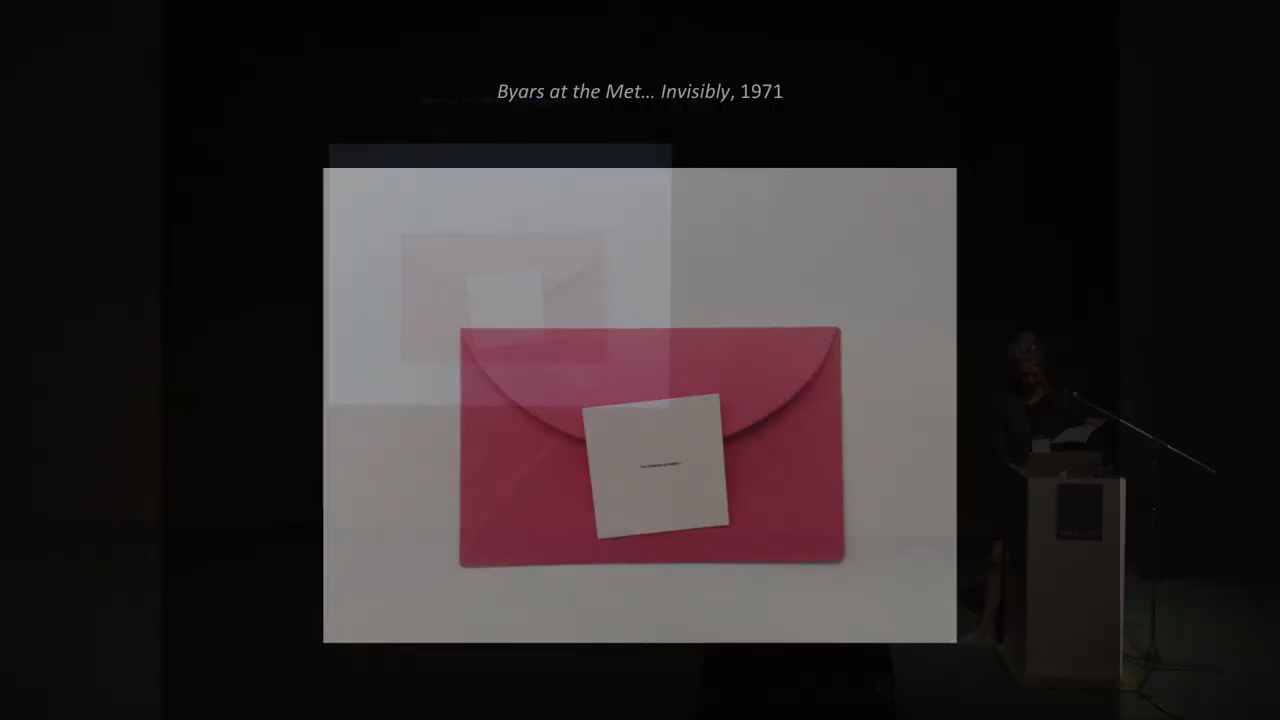 Byars at the Met... Invisibly, 1971